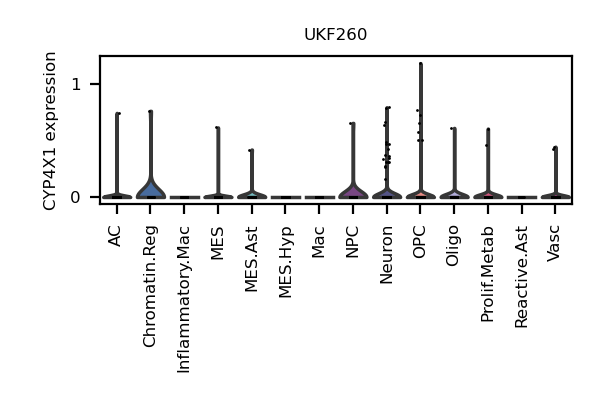 UKF260
CYP4X1 expression
1
0
AC
Chromatin.Reg
Inflammatory.Mac
MES
MES.Ast
MES.Hyp
Mac
NPC
Neuron
OPC
Oligo
Prolif.Metab
Reactive.Ast
Vasc